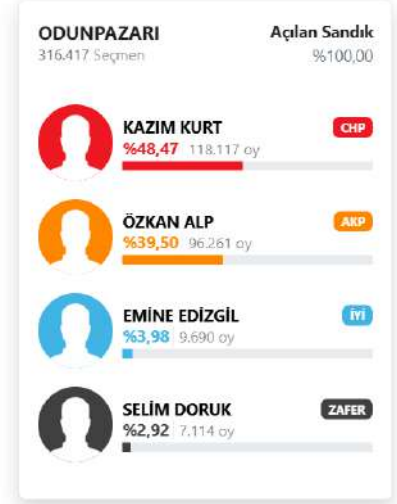 ODUNPAZARI Açılan Sandık
316.417 Seçmen %100,00
KAZIM KURT CHP
%48,47 118.117 oy
ÖZKAN ALP AKP
%39,50 96.261 oy
EMİNE EDİZGİL İYİ
%3,98 9.690 oy
SELİM DORUK ZAFER
%2,92 7.114 oy